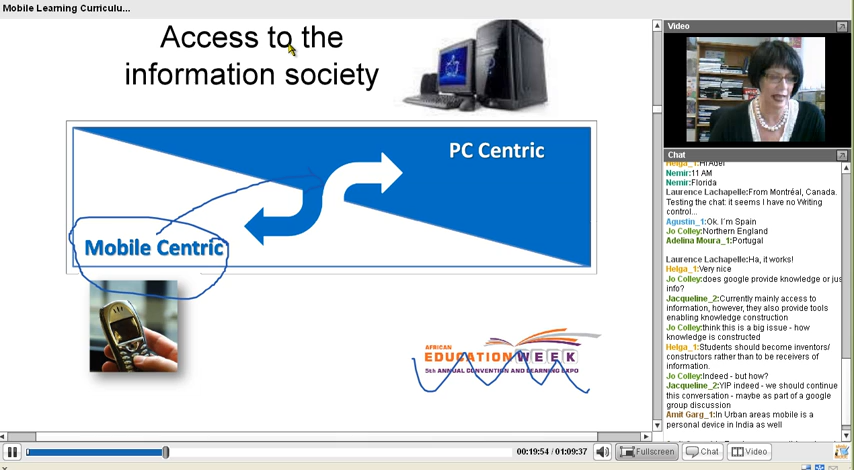 Mobile Learning Curriculu...
Access to the
information society
PC Centric
Mobile Centric
AFRICAN
EDUCATION WEEK
5th ANNUAL CONVENTION AND LEARNING EXPO
Video
Chat
Nemir:11 AM
Nemir:Florida
Laurence Lachapelle:From Montréal, Canada.
Testing the chat: it seems I have no Writing
control...
Agustin_1:Ok. I'm Spain
Jo Colley:Northern England
Adelina Moura_1:Portugal
Laurence Lachapelle:Ha, it works!
Helga_1:Very nice
Jo Colley:does google provide knowledge or jus
info?
Jacqueline_2:Currently mainly access to
information, however, they also provide tools
enabling knowledge construction
Jo Colley:think this is a big issue - how
knowledge is constructed
Helga_1:Students should become inventors/
constructors rather than to be receivers of
information.
Jo Colley:Indeed - but how?
Jacqueline_2:YIP indeed - we should continue
this conversation - maybe as part of a google
group discussion
Amit Garg_1:In Urban areas mobile is a
personal device in India as well
00:19:54 / 01:09:37
Fullscreen
Chat
Video